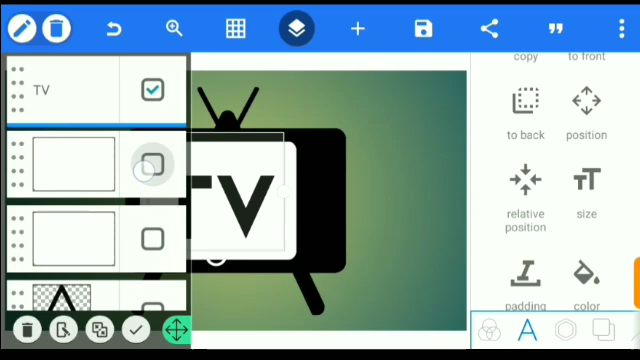 copy
to front
TV
to back
position
TV
relative
position
size
padding
color